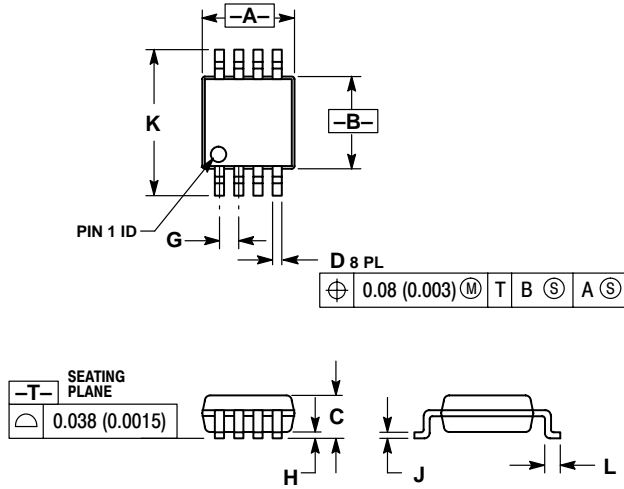 –A–
K
–B–
PIN 1 ID
G
D 8 PL
⌖ 0.08 (0.003) Ⓜ T B Ⓢ A Ⓢ
–T– SEATING PLANE
⌓ 0.038 (0.0015)
C
H
J
L